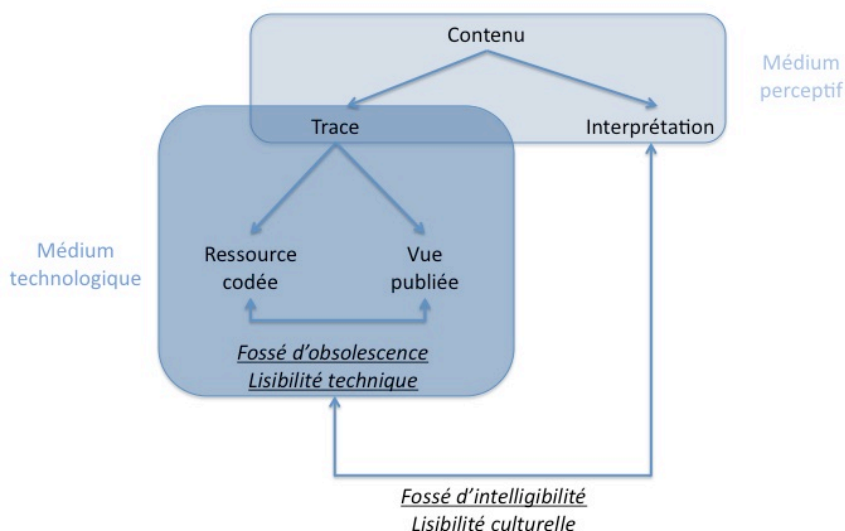 Contenu
Médium
perceptif
Trace
Interprétation
Médium
technologique
Ressource
codée
Vue
publiée
Fossé d'obsolescence
Lisibilité technique
Fossé d'intelligibilité
Lisibilité culturelle